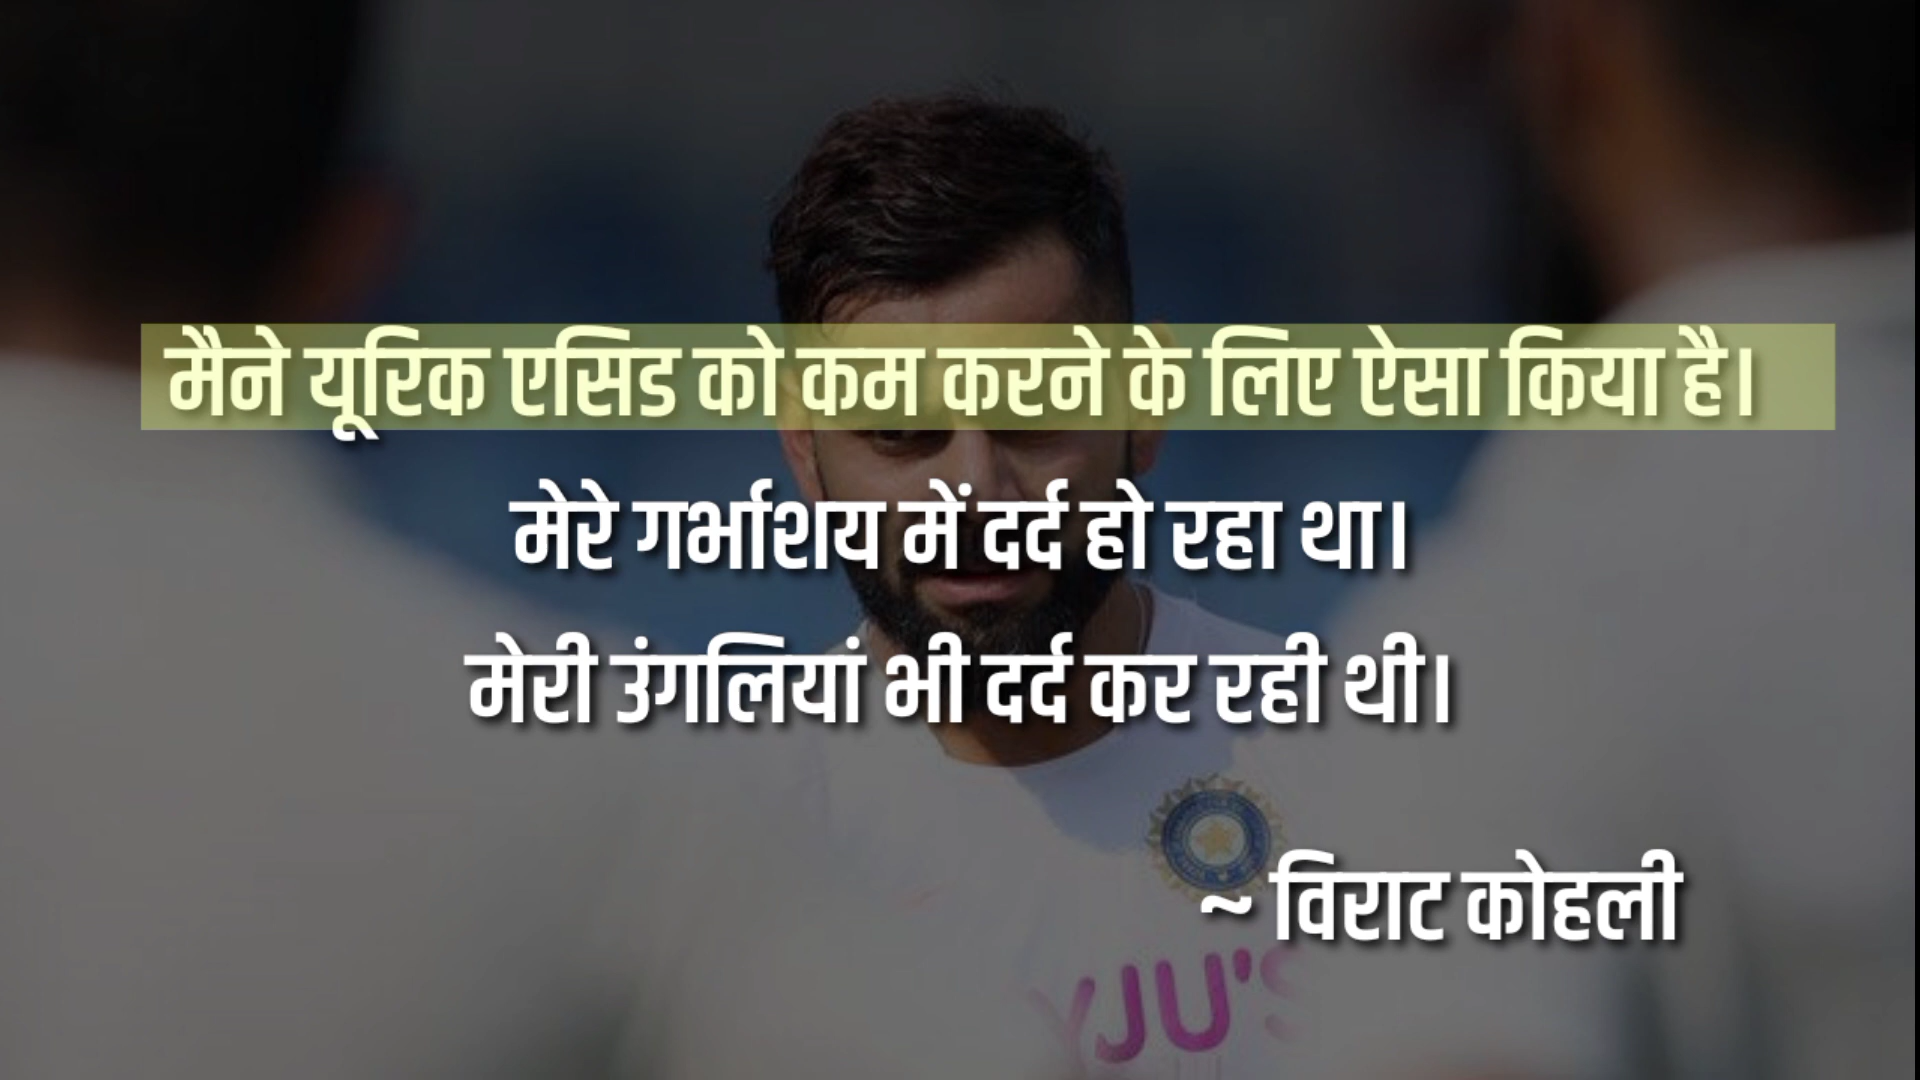 मैने यूरिक एसिड को कम करने के लिए ऐसा किया है।
मेरे गर्भाशय में दर्द हो रहा था।
मेरी उंगलियां भी दर्द कर रही थी।
~ विराट कोहली
YJU'S